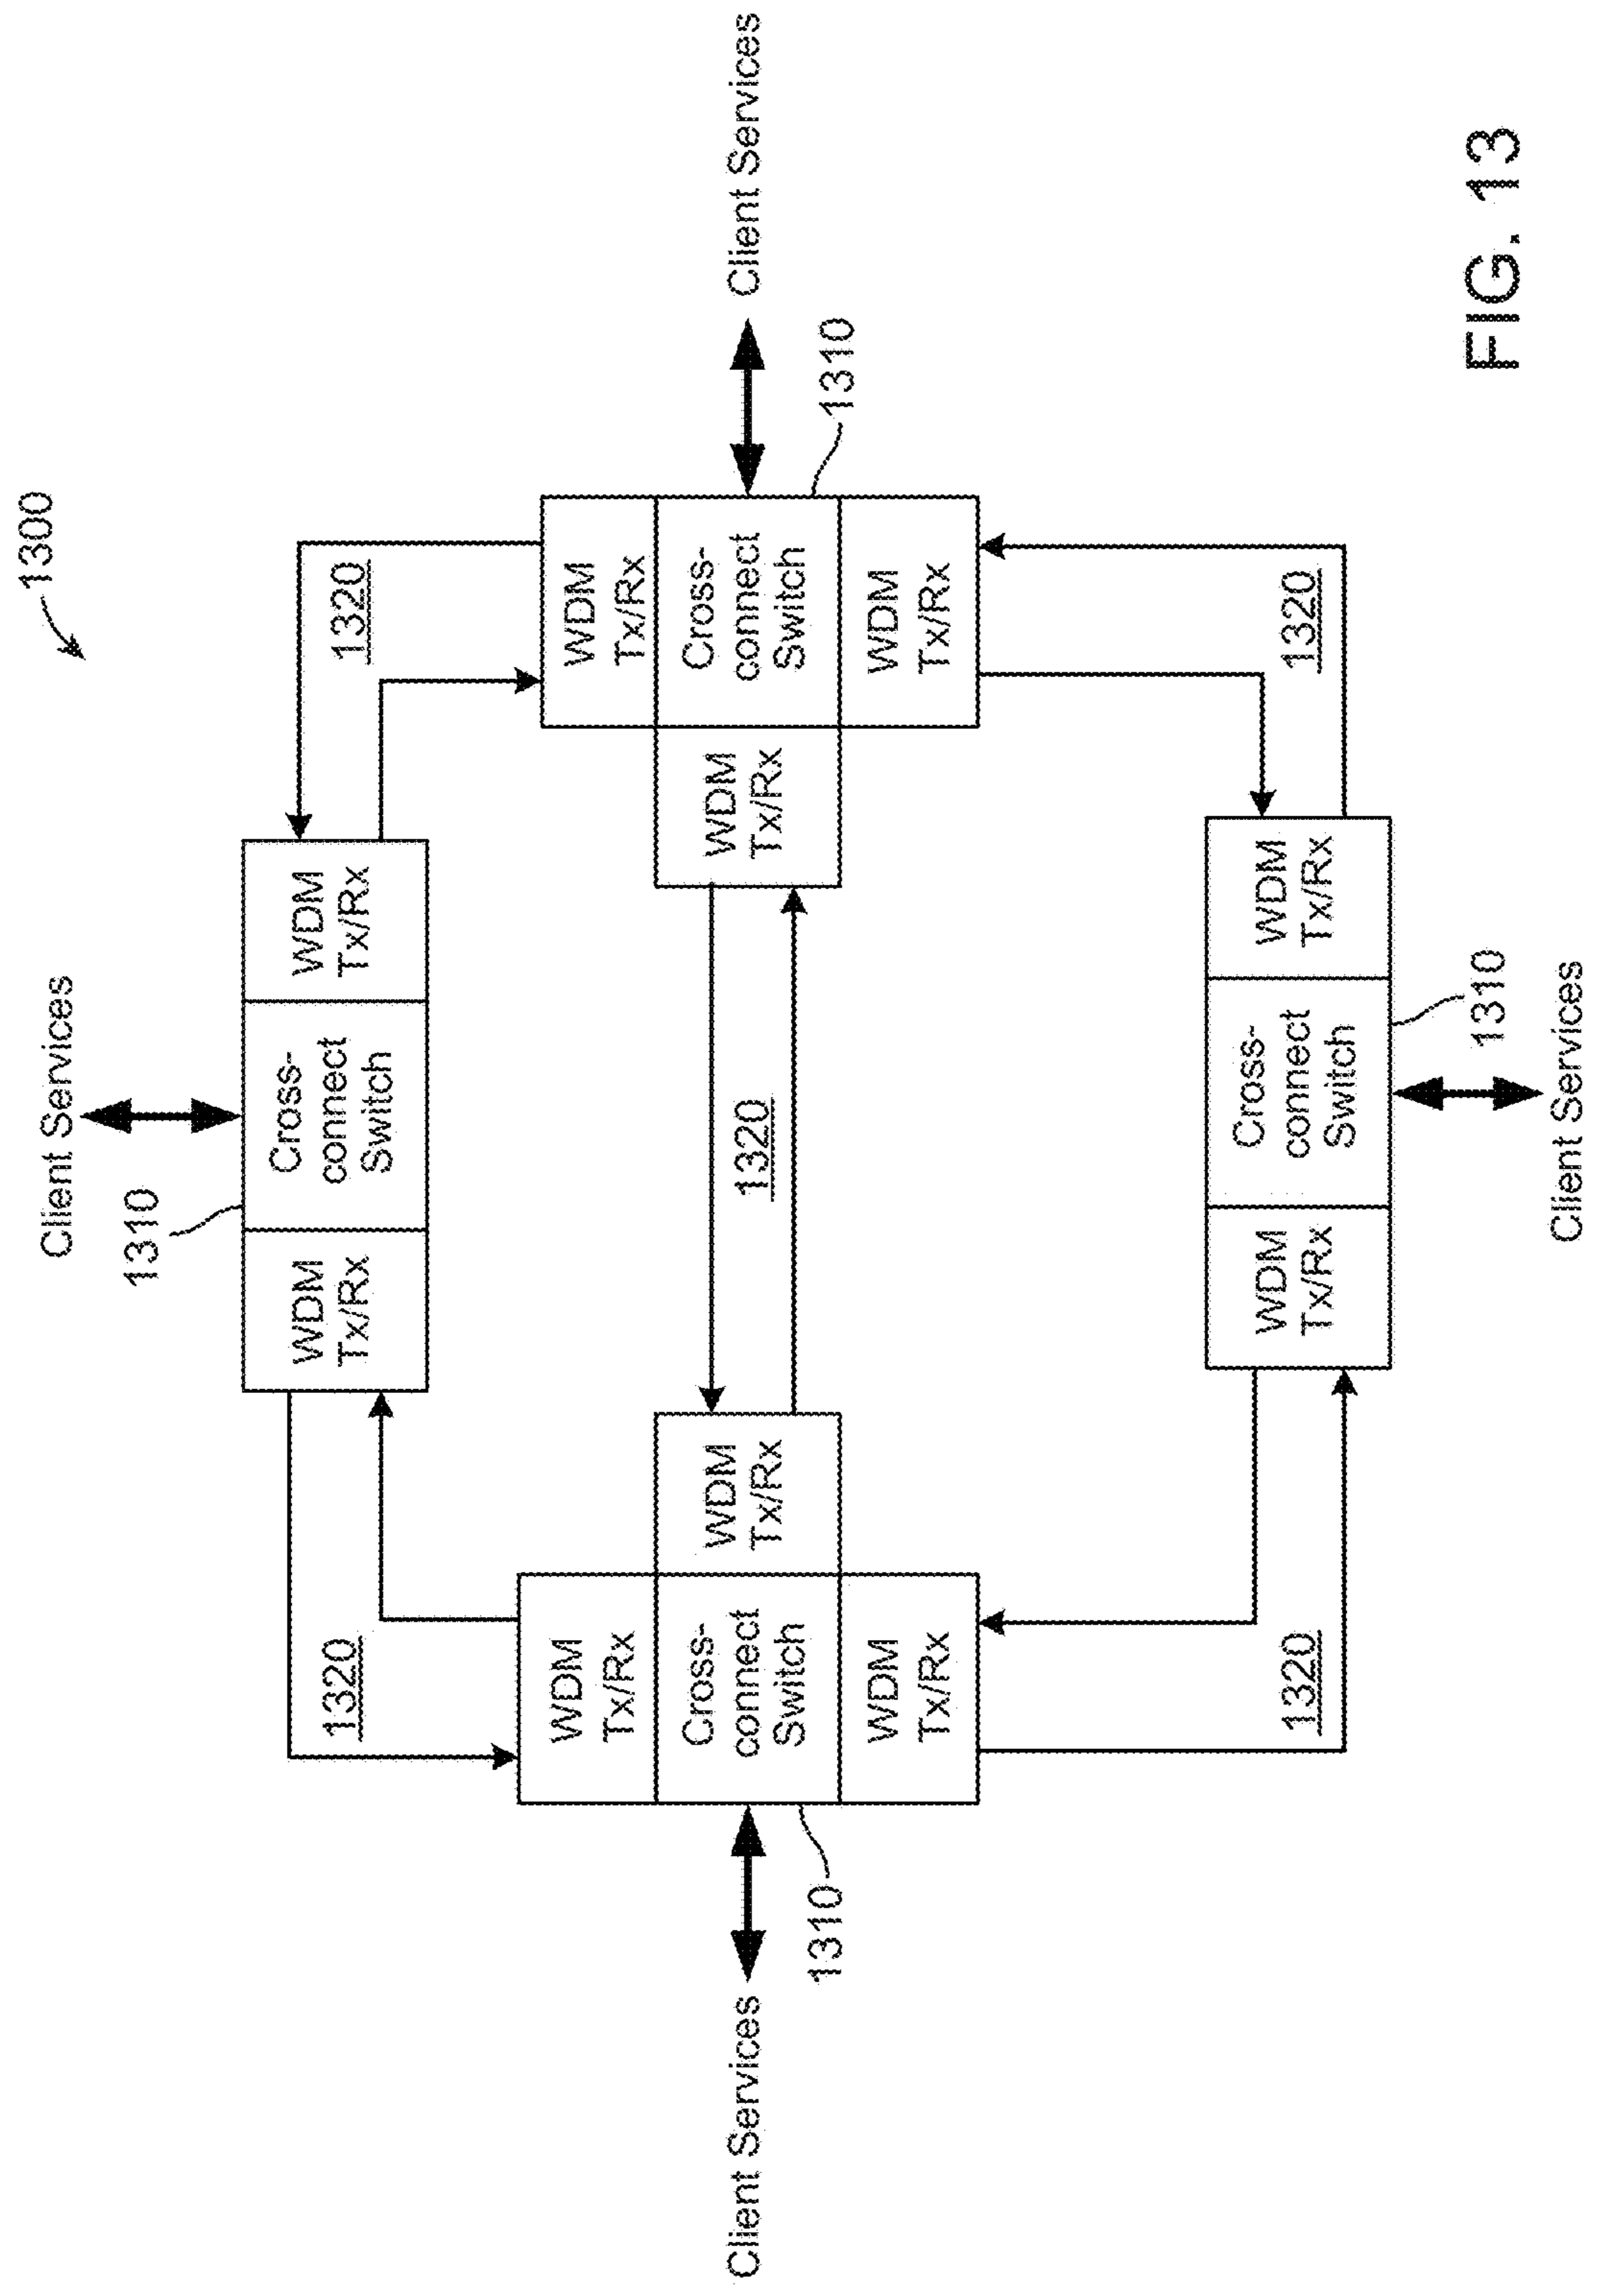 1300
Client Services
1310
WDM
Tx/Rx
Cross-
connect
Switch
WDM
Tx/Rx
1320
1320
WDM
Tx/Rx
WDM
Tx/Rx
Client Services
Cross-
connect
Switch
WDM
Tx/Rx
1320
WDM
Tx/Rx
Cross-
connect
Switch
Client Services
1310
1310
WDM
Tx/Rx
WDM
Tx/Rx
WDM
Tx/Rx
Cross-
connect
Switch
WDM
Tx/Rx
1320
1320
1310
Client Services
FIG. 13